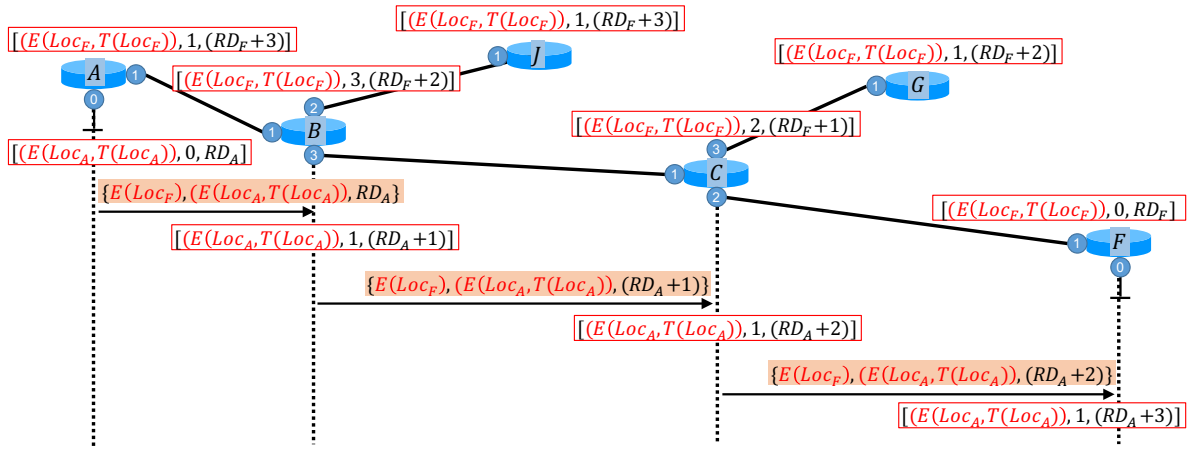 [(E(Loc_F,T(Loc_F)),1,(RD_F+3)]
[(E(Loc_F,T(Loc_F)),1,(RD_F+3)]
A
1
0
[(E(Loc_F,T(Loc_F)),3,(RD_F+2)]
1
J
[(E(Loc_F,T(Loc_F)),1,(RD_F+2)]
1
G
2
1
B
3
[(E(Loc_F,T(Loc_F)),2,(RD_F+1)]
[(E(Loc_A,T(Loc_A)),0,RD_A]
3
1
C
2
{E(Loc_F),(E(Loc_A,T(Loc_A)),RD_A}
[(E(Loc_F,T(Loc_F)),0,RD_F]
[(E(Loc_A,T(Loc_A)),1,(RD_A+1)]
1
F
0
{E(Loc_F),(E(Loc_A,T(Loc_A)),(RD_A+1)}
[(E(Loc_A,T(Loc_A)),1,(RD_A+2)]
{E(Loc_F),(E(Loc_A,T(Loc_A)),(RD_A+2)}
[(E(Loc_A,T(Loc_A)),1,(RD_A+3)]